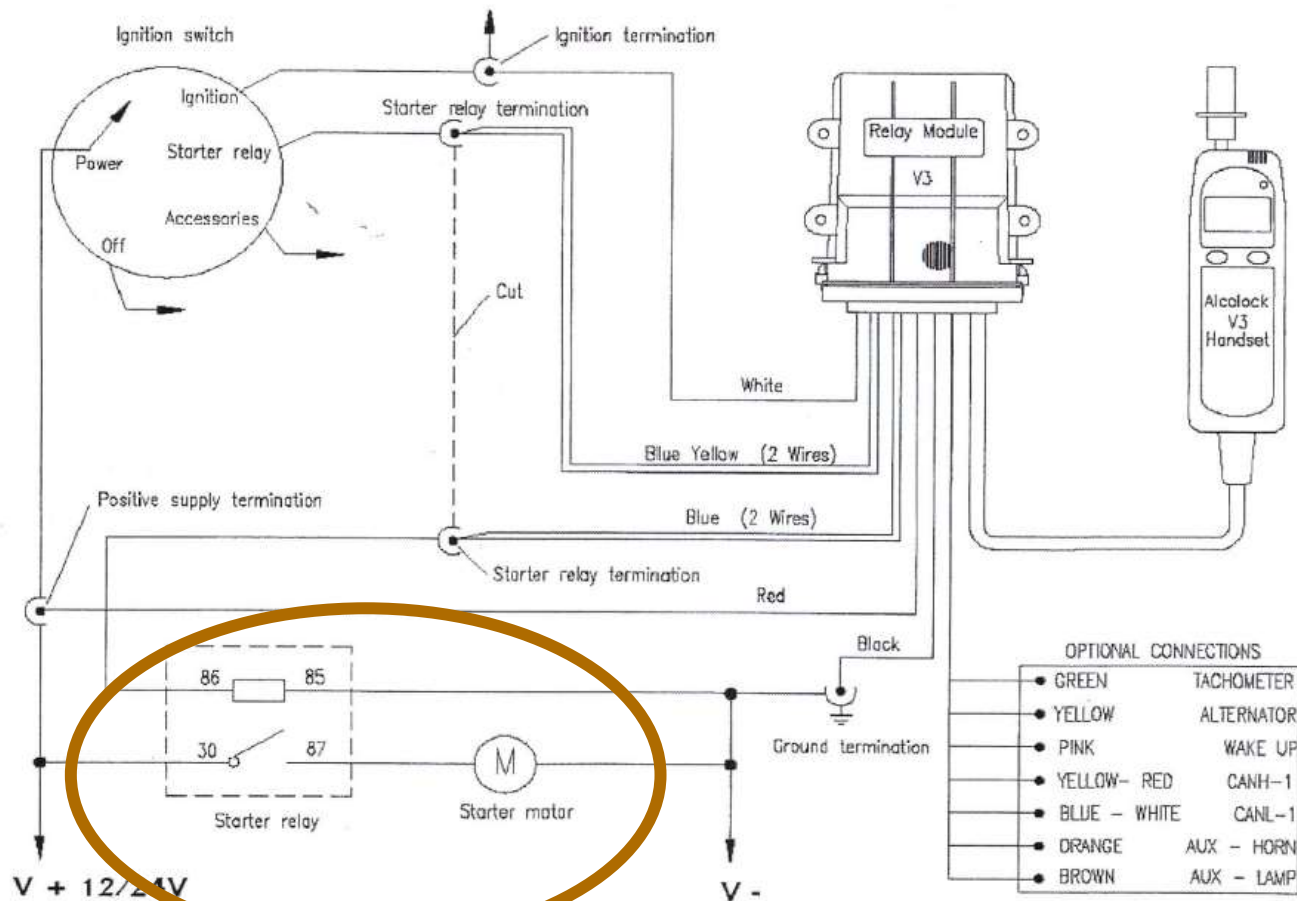 Ignition switch
Ignition termination
Ignition
Starter relay termination
Power
Starter relay
Accessories
Off
Cut
Relay Module
V3
Alcolock
V3
Handset
White
Blue Yellow (2 Wires)
Positive supply termination
Blue (2 Wires)
Starter relay termination
Red
Black
86
85
30
87
M
Starter relay
Starter motor
Ground termination
V + 12/24V
V -
OPTIONAL CONNECTIONS
GREEN TACHOMETER
YELLOW ALTERNATOR
PINK WAKE UP
YELLOW- RED CANH-1
BLUE - WHITE CANL-1
ORANGE AUX - HORN
BROWN AUX - LAMP